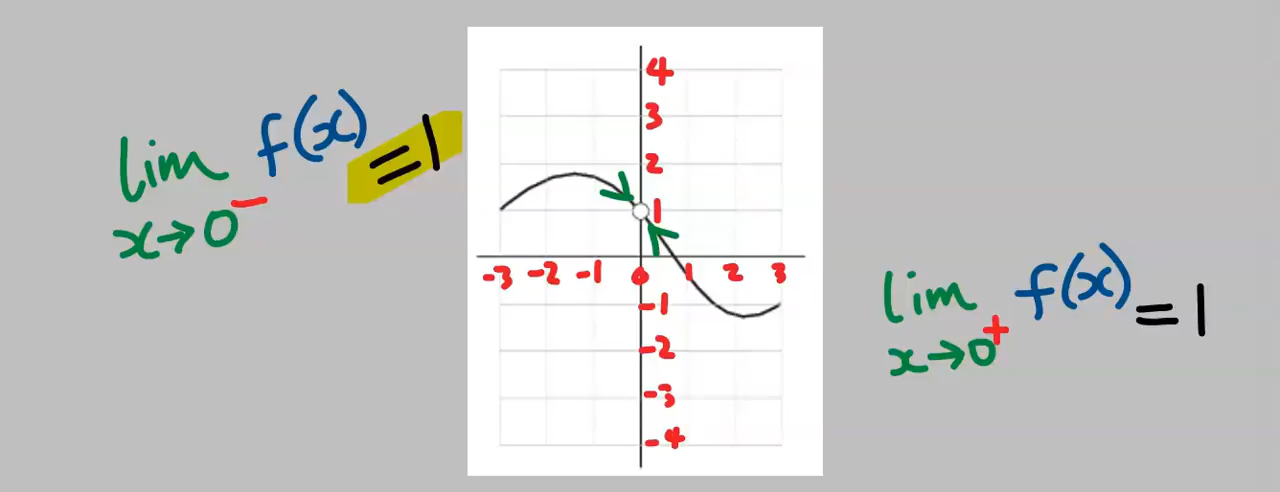 lim f(x) = 1
x→0⁻
4
3
2
1
-3 -2 -1 0 1 2 3
-1
-2
-3
-4
lim f(x) = 1
x→0⁺